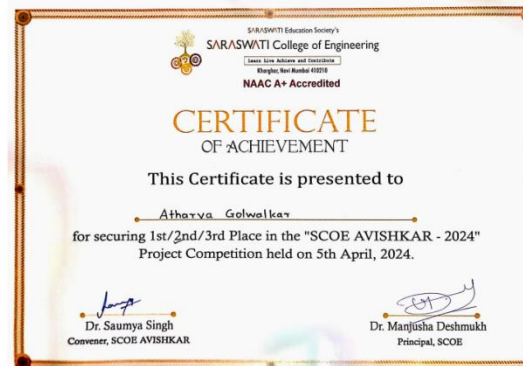 SARASWATI Education Society's
SARASWATI College of Engineering
Learn Live Achieve and Contribute
Kharghar, Navi Mumbai 410210
NAAC A+ Accredited
CERTIFICATE
OF ACHIEVEMENT
This Certificate is presented to
Atharva Golwalkar
for securing 1st/2nd/3rd Place in the "SCOE AVISHKAR - 2024"
Project Competition held on 5th April, 2024.
Dr. Saumya Singh
Convener, SCOE AVISHKAR
Dr. Manjusha Deshmukh
Principal, SCOE